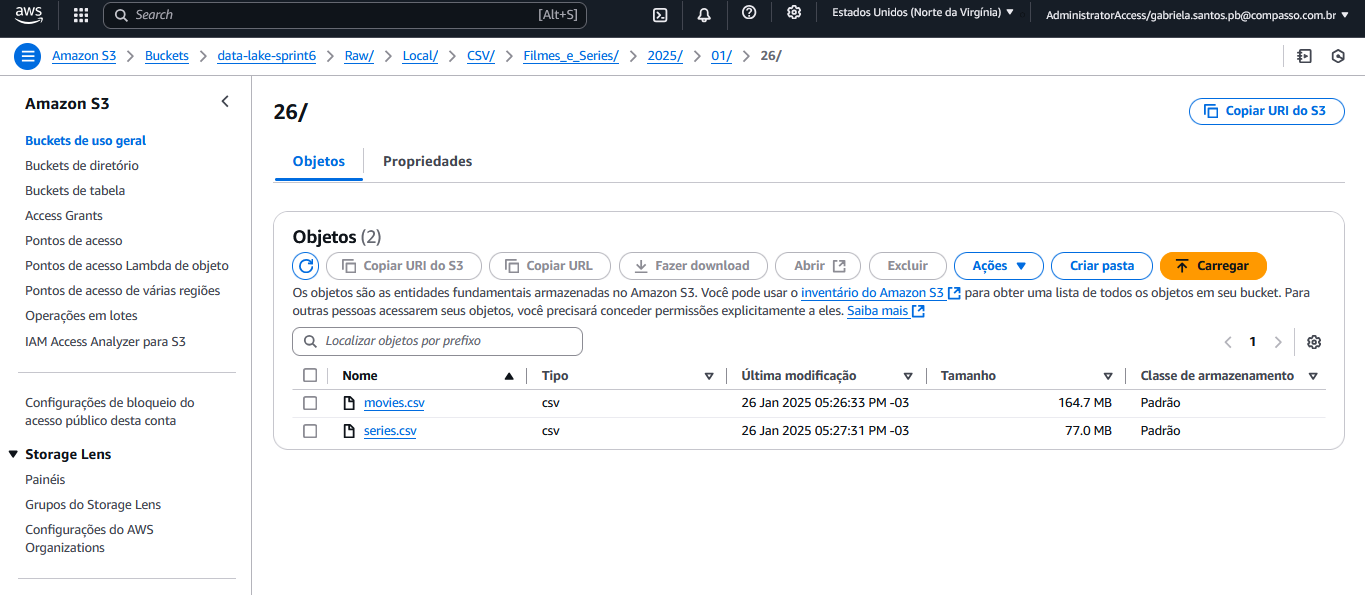 aws
Search [Alt+S]
Estados Unidos (Norte da Virgínia)
AdministratorAccess/gabriela.santos.pb@compasso.com.br
Amazon S3 > Buckets > data-lake-sprint6 > Raw/ > Local/ > CSV/ > Filmes_e_Series/ > 2025/ > 01/ > 26/
Amazon S3
Buckets de uso geral
Buckets de diretório
Buckets de tabela
Access Grants
Pontos de acesso
Pontos de acesso Lambda de objeto
Pontos de acesso de várias regiões
Operações em lotes
IAM Access Analyzer para S3
Configurações de bloqueio do
acesso público desta conta
Storage Lens
Painéis
Grupos do Storage Lens
Configurações do AWS
Organizations
26/
Copiar URI do S3
Objetos Propriedades
Objetos (2)
Copiar URI do S3 Copiar URL Fazer download Abrir Excluir Ações Criar pasta Carregar
Os objetos são as entidades fundamentais armazenadas no Amazon S3. Você pode usar o inventário do Amazon S3 para obter uma lista de todos os objetos em seu bucket. Para
outras pessoas acessarem seus objetos, você precisará conceder permissões explicitamente a eles. Saiba mais
Localizar objetos por prefixo
1
Nome Tipo Última modificação Tamanho Classe de armazenamento
movies.csv csv 26 Jan 2025 05:26:33 PM -03 164.7 MB Padrão
series.csv csv 26 Jan 2025 05:27:31 PM -03 77.0 MB Padrão